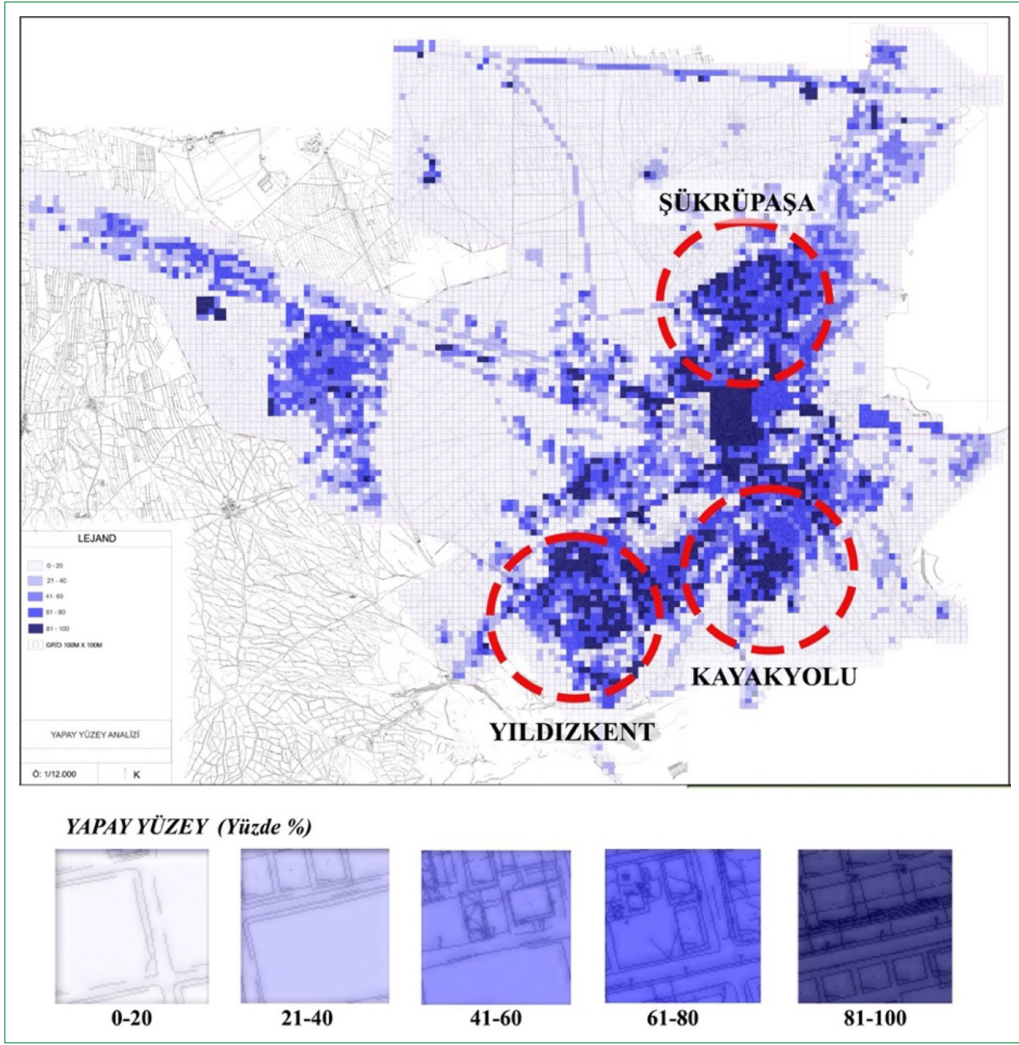 ŞÜKRÜPAŞA
KAYAKYOLU
YILDIZKENT
LEJAND
0 - 20
21 - 40
41- 60
61 - 80
81 - 100
GRİD 100M X 100M
YAPAY YÜZEY ANALİZİ
Ö: 1/12.000
K
YAPAY YÜZEY (Yüzde %)
0-20
21-40
41-60
61-80
81-100